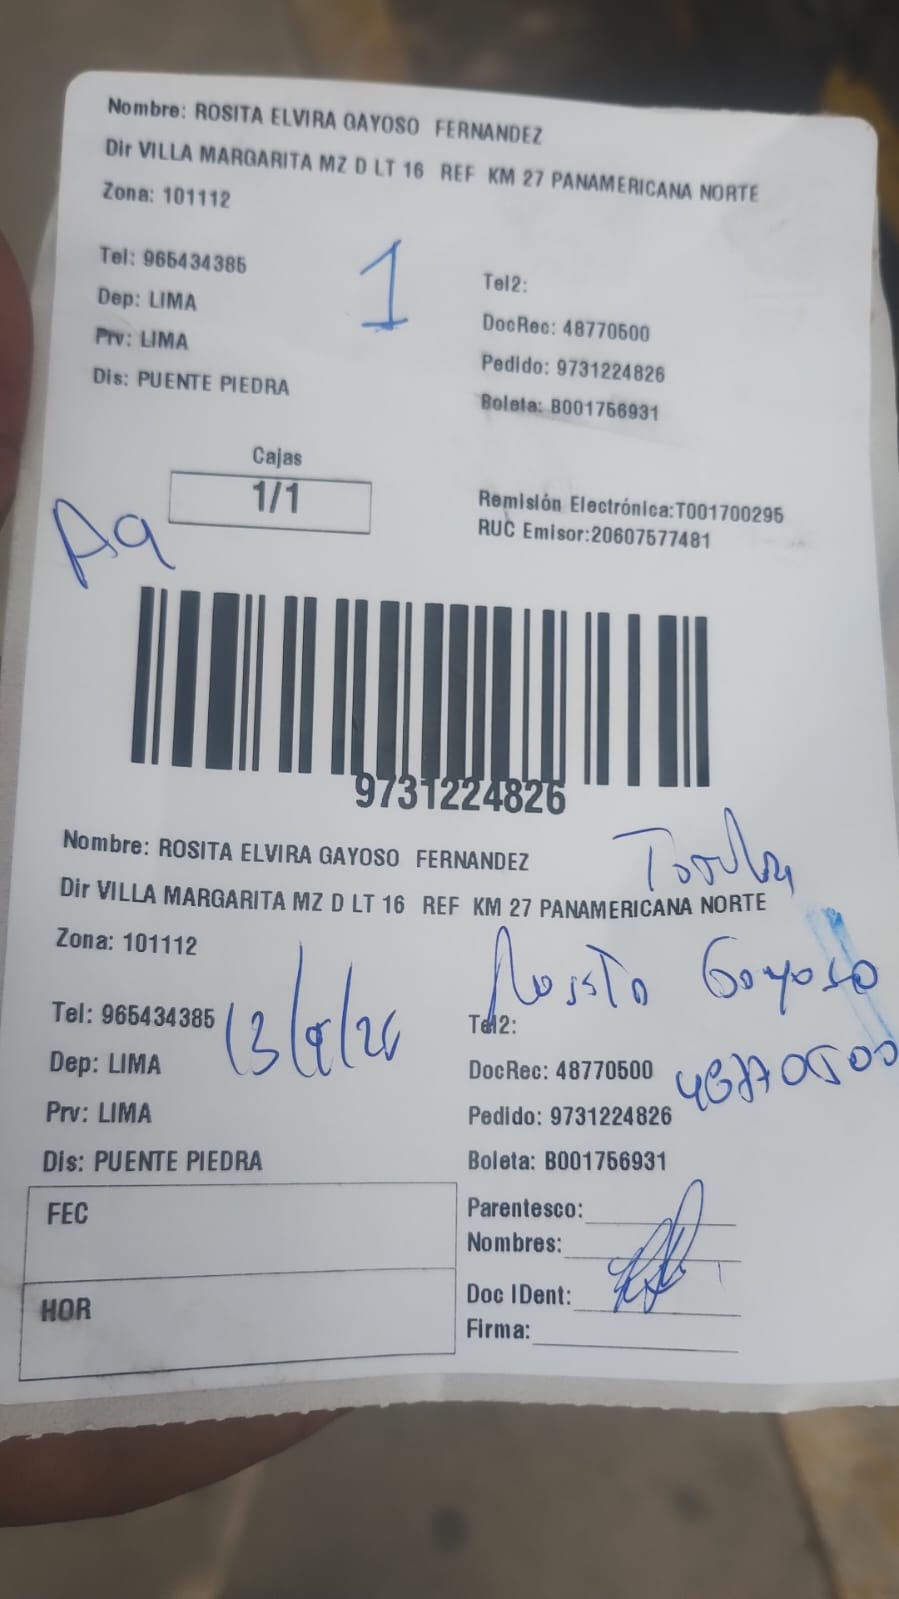 Nombre: ROSITA ELVIRA GAYOSO FERNANDEZ
Dir VILLA MARGARITA MZ D LT 16 REF KM 27 PANAMERICANA NORTE
Zona: 101112
1
Tel: 965434385
Tel2:
Dep: LIMA
DocRec: 48770500
Prv: LIMA
Pedido: 9731224826
Dis: PUENTE PIEDRA
Boleta: B001756931
Cajas
1/1
Remisión Electrónica:T001700295
RUC Emisor:20607577481
9731224826
Nombre: ROSITA ELVIRA GAYOSO FERNANDEZ
Dir VILLA MARGARITA MZ D LT 16 REF KM 27 PANAMERICANA NORTE
Zona: 101112
Gayoso
Tel: 965434385
Tel2:
Dep: LIMA
DocRec: 48770500
48770500
Prv: LIMA
Pedido: 9731224826
Dis: PUENTE PIEDRA
Boleta: B001756931
FEC
Parentesco:
Nombres:
HOR
Doc IDent:
Firma: